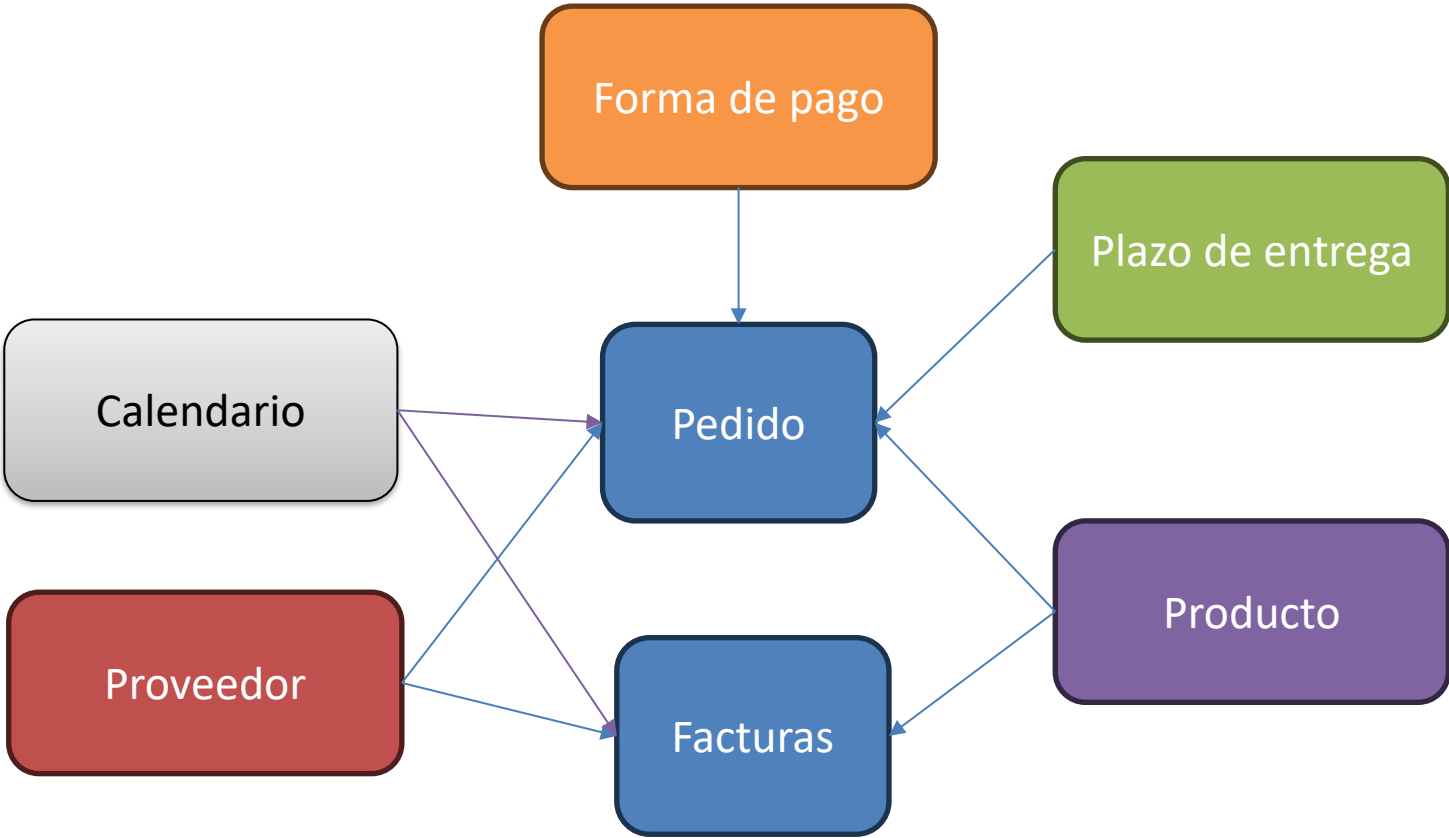 Forma de pago
Plazo de entrega
Calendario
Pedido
Producto
Proveedor
Facturas